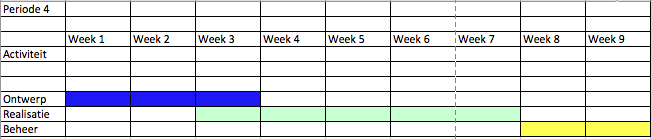 Periode 4
Week 1 Week 2 Week 3 Week 4 Week 5 Week 6 Week 7 Week 8 Week 9
Activiteit
Ontwerp
Realisatie
Beheer